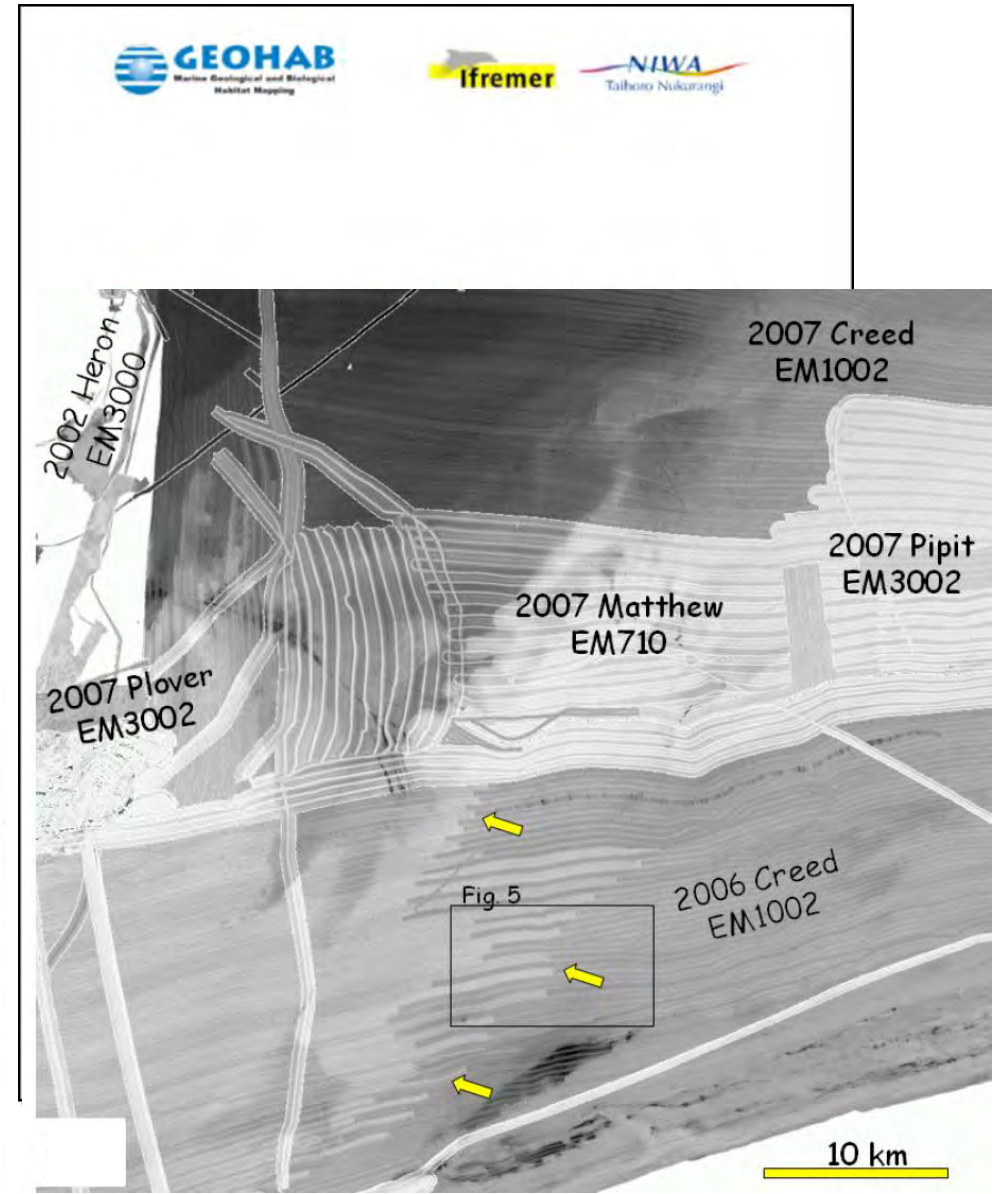 GEOHAB
Marine Geological and Biological
Habitat Mapping
Ifremer
NIWA
Taihoro Nukurangi
2002 Heron
EM3000
2007 Creed
EM1002
2007 Pipit
EM3002
2007 Matthew
EM710
2007 Plover
EM3002
Fig. 5
2006 Creed
EM1002
10 km